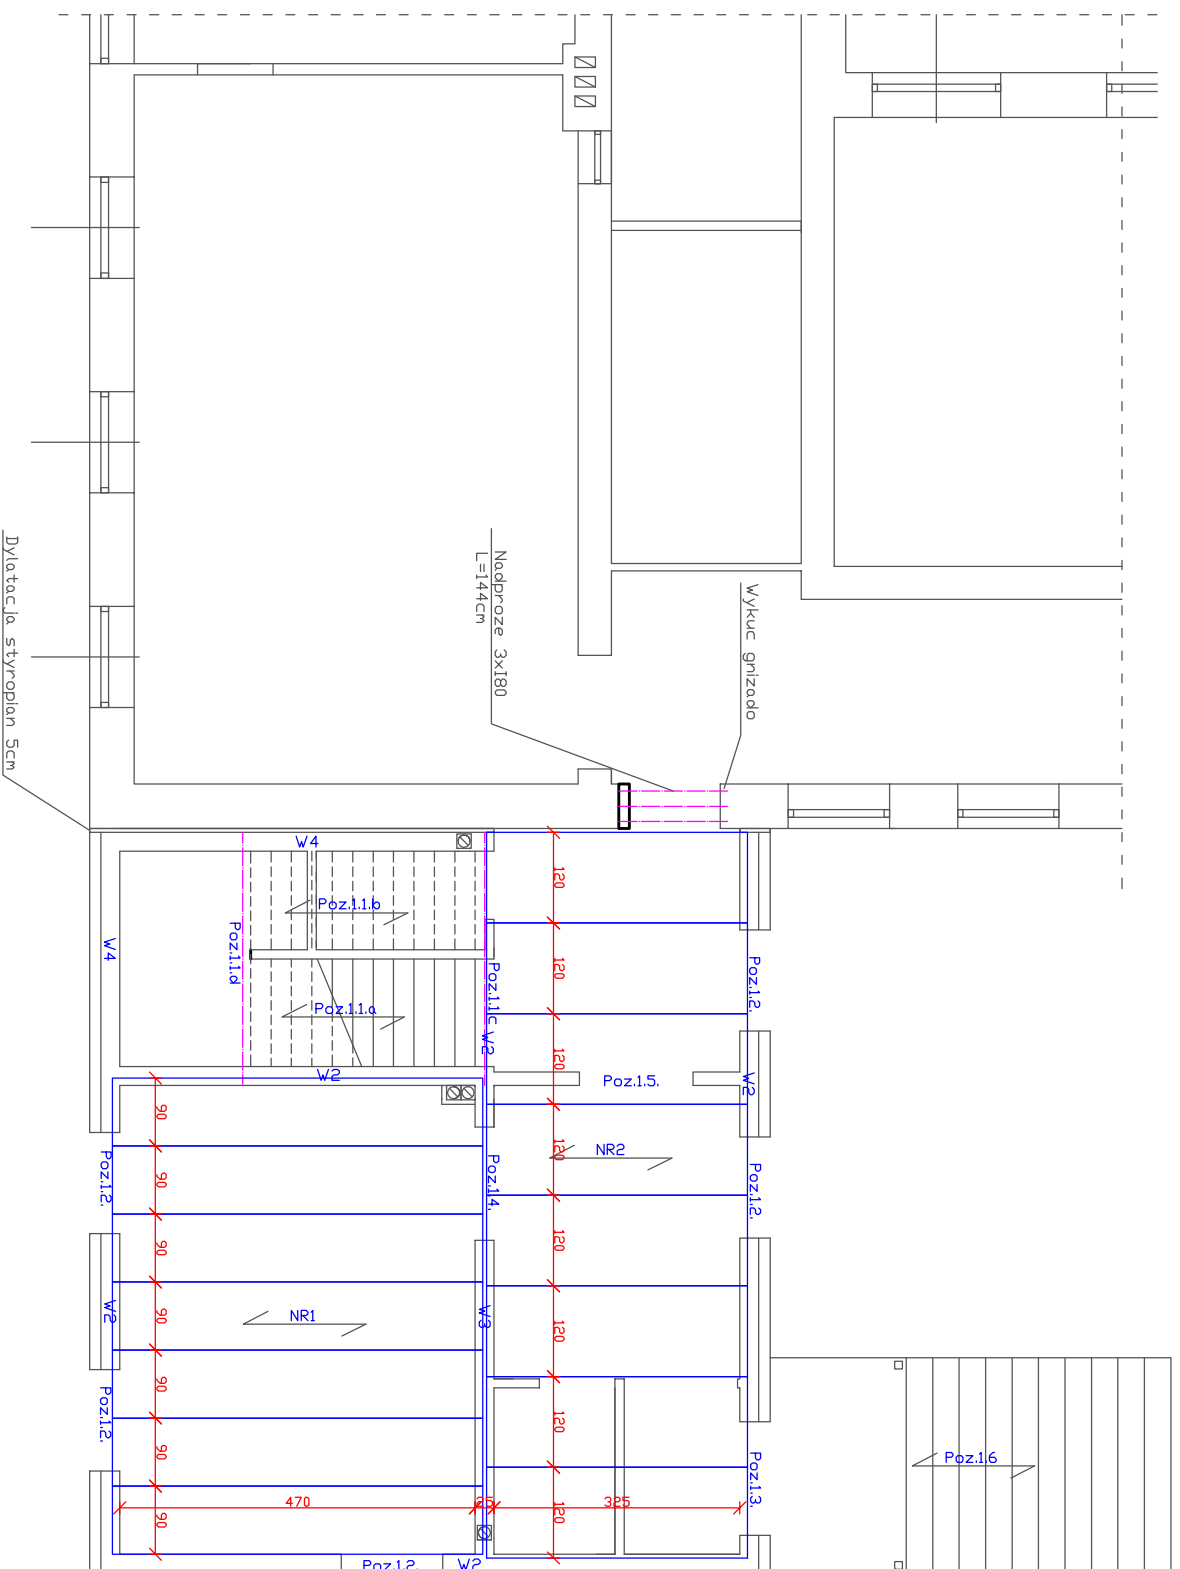 Dylatacja styropian 5cm
Nadproze 3xI80
L=144cm
Wykuc gnizado
W4
120
Poz.1.1.b
W4
Poz.1.1.d
Poz.1.1.c
120
Poz.1.2.
Poz.1.1.a
W2
120
W2
Poz.1.5.
W2
90
120
NR2
Poz.1.2.
90
Poz.1.4.
Poz.1.2.
90
120
W2
90
NR1
W3
120
Poz.1.2.
90
120
90
Poz.1.6
Poz.1.3.
470
25
325
90
120
Poz.1.2.
W2